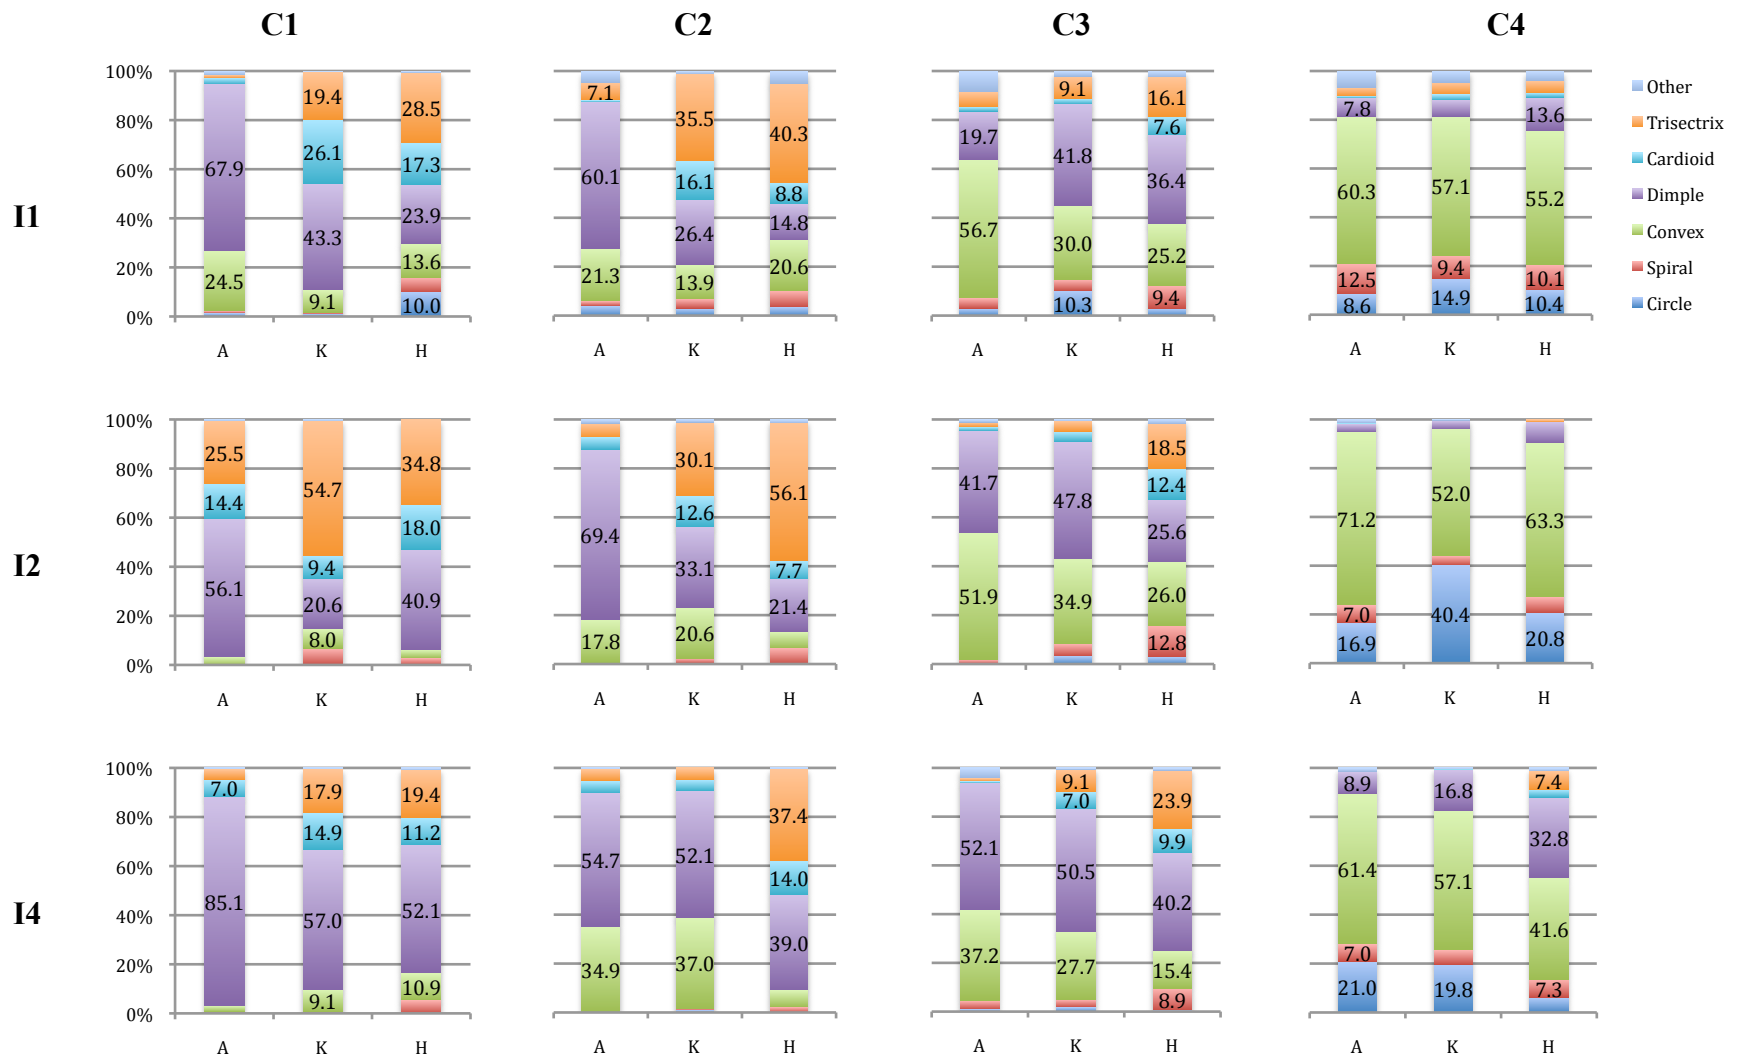 C1 C2 C3 C4
I1
100% 80% 60% 40% 20% 0%
67.9 24.5
19.4 26.1 43.3 9.1
28.5 17.3 23.9 13.6 10.0
A K H
7.1 60.1 21.3
35.5 16.1 26.4 13.9
40.3 8.8 14.8 20.6
A K H
19.7 56.7
9.1 41.8 30.0 10.3
16.1 7.6 36.4 25.2 9.4
A K H
7.8 60.3 12.5 8.6
57.1 9.4 14.9
13.6 55.2 10.1 10.4
A K H
Other
Trisectrix
Cardioid
Dimple
Convex
Spiral
Circle
I2
100% 80% 60% 40% 20% 0%
25.5 14.4 56.1
54.7 9.4 20.6 8.0
34.8 18.0 40.9
A K H
69.4 17.8
30.1 12.6 33.1 20.6
56.1 7.7 21.4
A K H
41.7 51.9
47.8 34.9
18.5 12.4 25.6 26.0 12.8
A K H
71.2 7.0 16.9
52.0 40.4
63.3 20.8
A K H
I4
100% 80% 60% 40% 20% 0%
7.0 85.1
17.9 14.9 57.0 9.1
19.4 11.2 52.1 10.9
A K H
54.7 34.9
52.1 37.0
37.4 14.0 39.0
A K H
52.1 37.2
9.1 7.0 50.5 27.7
23.9 9.9 40.2 15.4 8.9
A K H
8.9 61.4 7.0 21.0
16.8 57.1 19.8
7.4 32.8 41.6 7.3
A K H